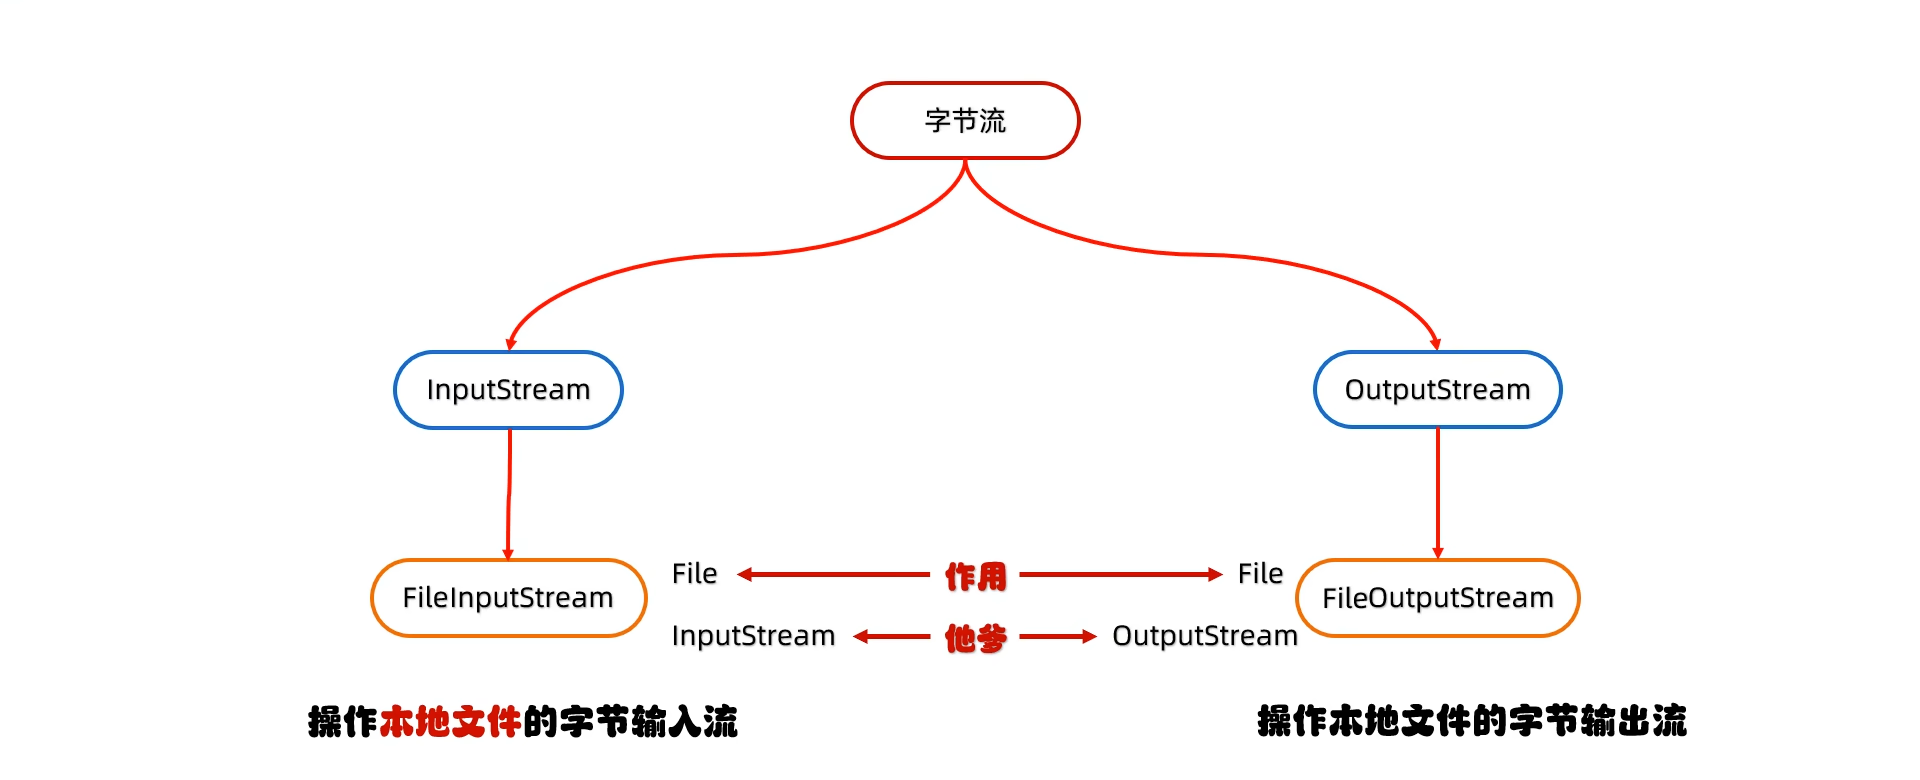 字节流
InputStream
OutputStream
FileInputStream
File
作用
File
FileOutputStream
InputStream
他爹
OutputStream
操作本地文件的字节输入流
操作本地文件的字节输出流